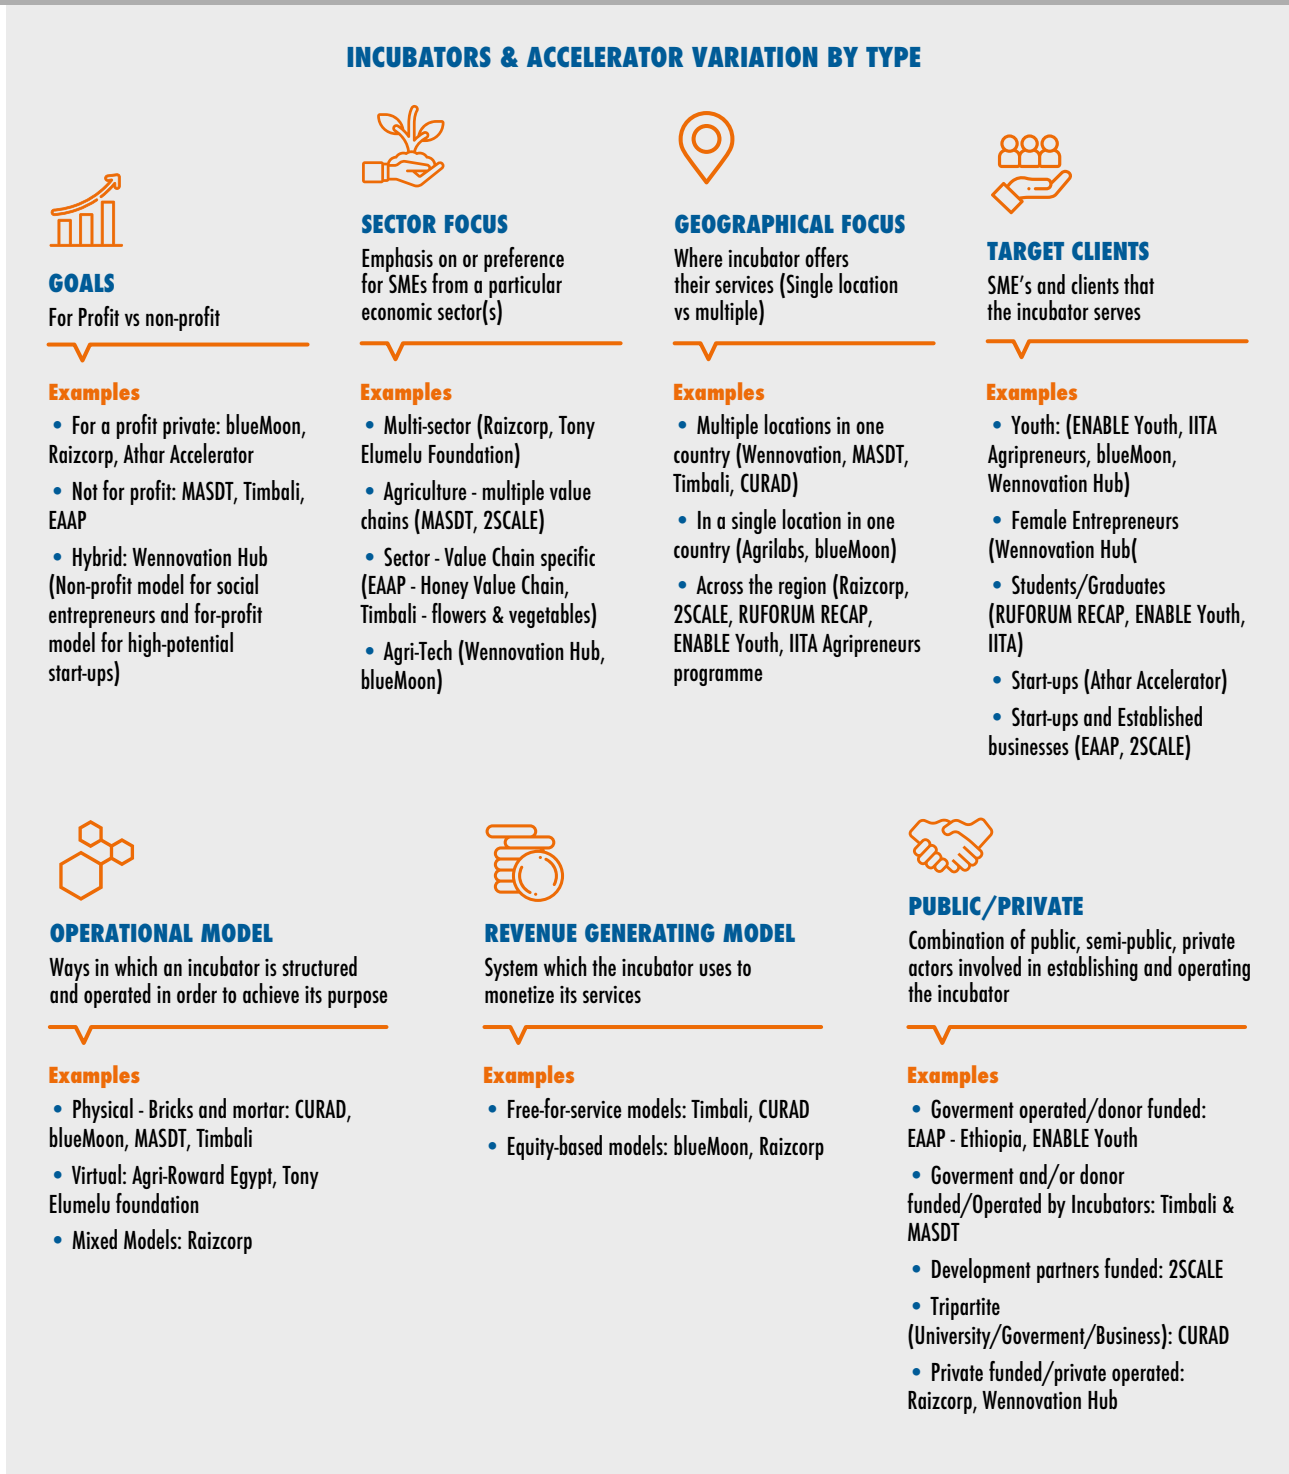 INCUBATORS & ACCELERATOR VARIATION BY TYPE
GOALS
For Profit vs non-profit
Examples
• For a profit private: blueMoon,
Raizcorp, Athar Accelerator
• Not for profit: MASDT, Timbali,
EAAP
• Hybrid: Wennovation Hub
(Non-profit model for social
entrepreneurs and for-profit
model for high-potential
start-ups)
SECTOR FOCUS
Emphasis on or preference
for SMEs from a particular
economic sector(s)
Examples
• Multi-sector (Raizcorp, Tony
Elumelu Foundation)
• Agriculture - multiple value
chains (MASDT, 2SCALE)
• Sector - Value Chain specific
(EAAP - Honey Value Chain,
Timbali - flowers & vegetables)
• Agri-Tech (Wennovation Hub,
blueMoon)
GEOGRAPHICAL FOCUS
Where incubator offers
their services (Single location
vs multiple)
Examples
• Multiple locations in one
country (Wennovation, MASDT,
Timbali, CURAD)
• In a single location in one
country (Agrilabs, blueMoon)
• Across the region (Raizcorp,
2SCALE, RUFORUM RECAP,
ENABLE Youth, IITA Agripreneurs
programme
TARGET CLIENTS
SME's and clients that
the incubator serves
Examples
• Youth: (ENABLE Youth, IITA
Agripreneurs, blueMoon,
Wennovation Hub)
• Female Entrepreneurs
(Wennovation Hub(
• Students/Graduates
(RUFORUM RECAP, ENABLE Youth,
IITA)
• Start-ups (Athar Accelerator)
• Start-ups and Established
businesses (EAAP, 2SCALE)
OPERATIONAL MODEL
Ways in which an incubator is structured
and operated in order to achieve its purpose
Examples
• Physical - Bricks and mortar: CURAD,
blueMoon, MASDT, Timbali
• Virtual: Agri-Roward Egypt, Tony
Elumelu foundation
• Mixed Models: Raizcorp
REVENUE GENERATING MODEL
System which the incubator uses to
monetize its services
Examples
• Free-for-service models: Timbali, CURAD
• Equity-based models: blueMoon, Raizcorp
PUBLIC/PRIVATE
Combination of public, semi-public, private
actors involved in establishing and operating
the incubator
Examples
• Goverment operated/donor funded:
EAAP - Ethiopia, ENABLE Youth
• Goverment and/or donor
funded/Operated by Incubators: Timbali &
MASDT
• Development partners funded: 2SCALE
• Tripartite
(University/Goverment/Business): CURAD
• Private funded/private operated:
Raizcorp, Wennovation Hub